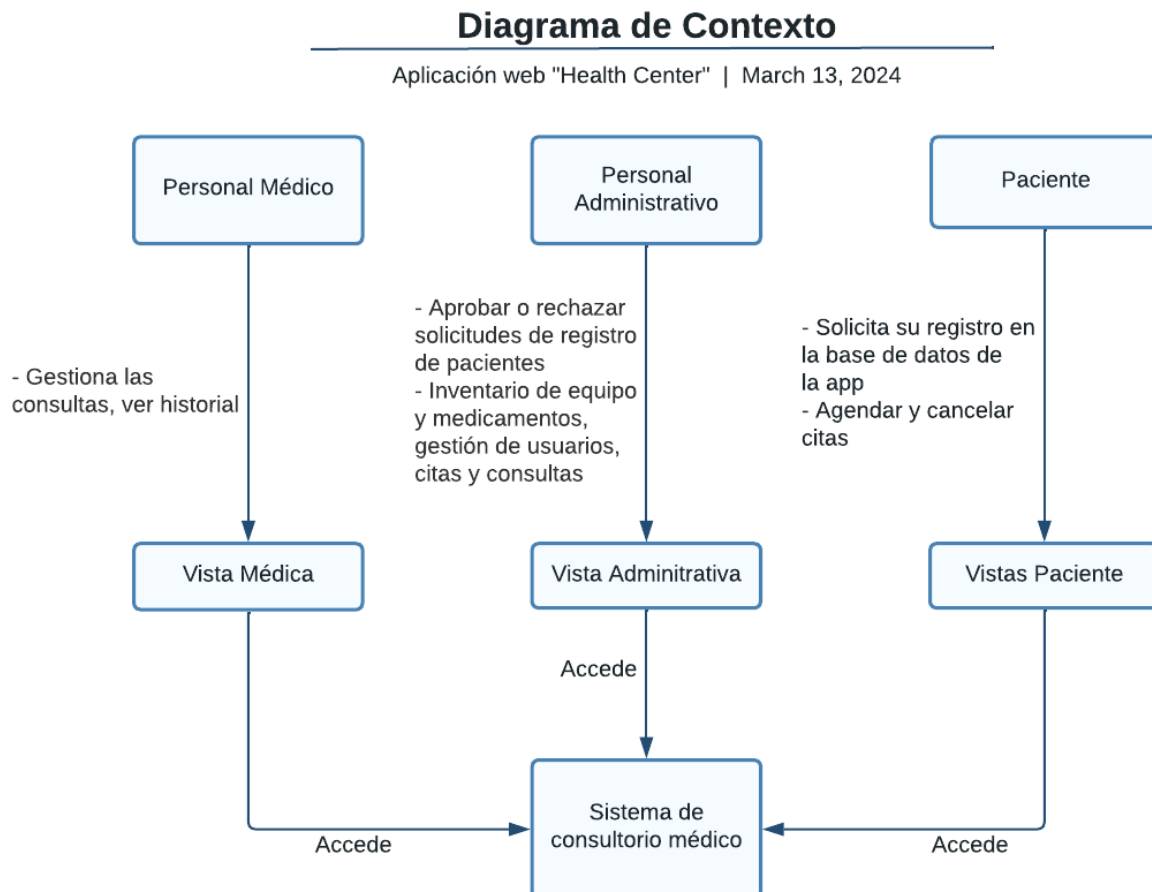 Diagrama de Contexto
Aplicación web "Health Center" | March 13, 2024
Personal Médico
Personal
Administrativo
Paciente
- Gestiona las
consultas, ver historial
- Aprobar o rechazar
solicitudes de registro
de pacientes
- Inventario de equipo
y medicamentos,
gestión de usuarios,
citas y consultas
- Solicita su registro en
la base de datos de
la app
- Agendar y cancelar
citas
Vista Médica
Vista Adminitrativa
Vistas Paciente
Accede
Sistema de
consultorio médico
Accede
Accede